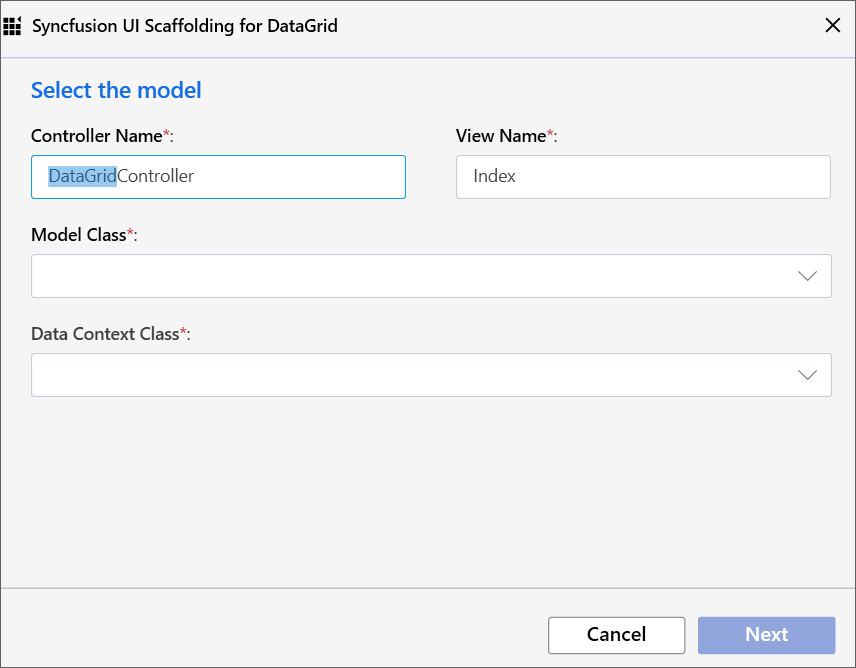 Syncfusion UI Scaffolding for DataGrid
Select the model
Controller Name*: View Name*:
DataGridController Index
Model Class*:
Data Context Class*:
Cancel Next